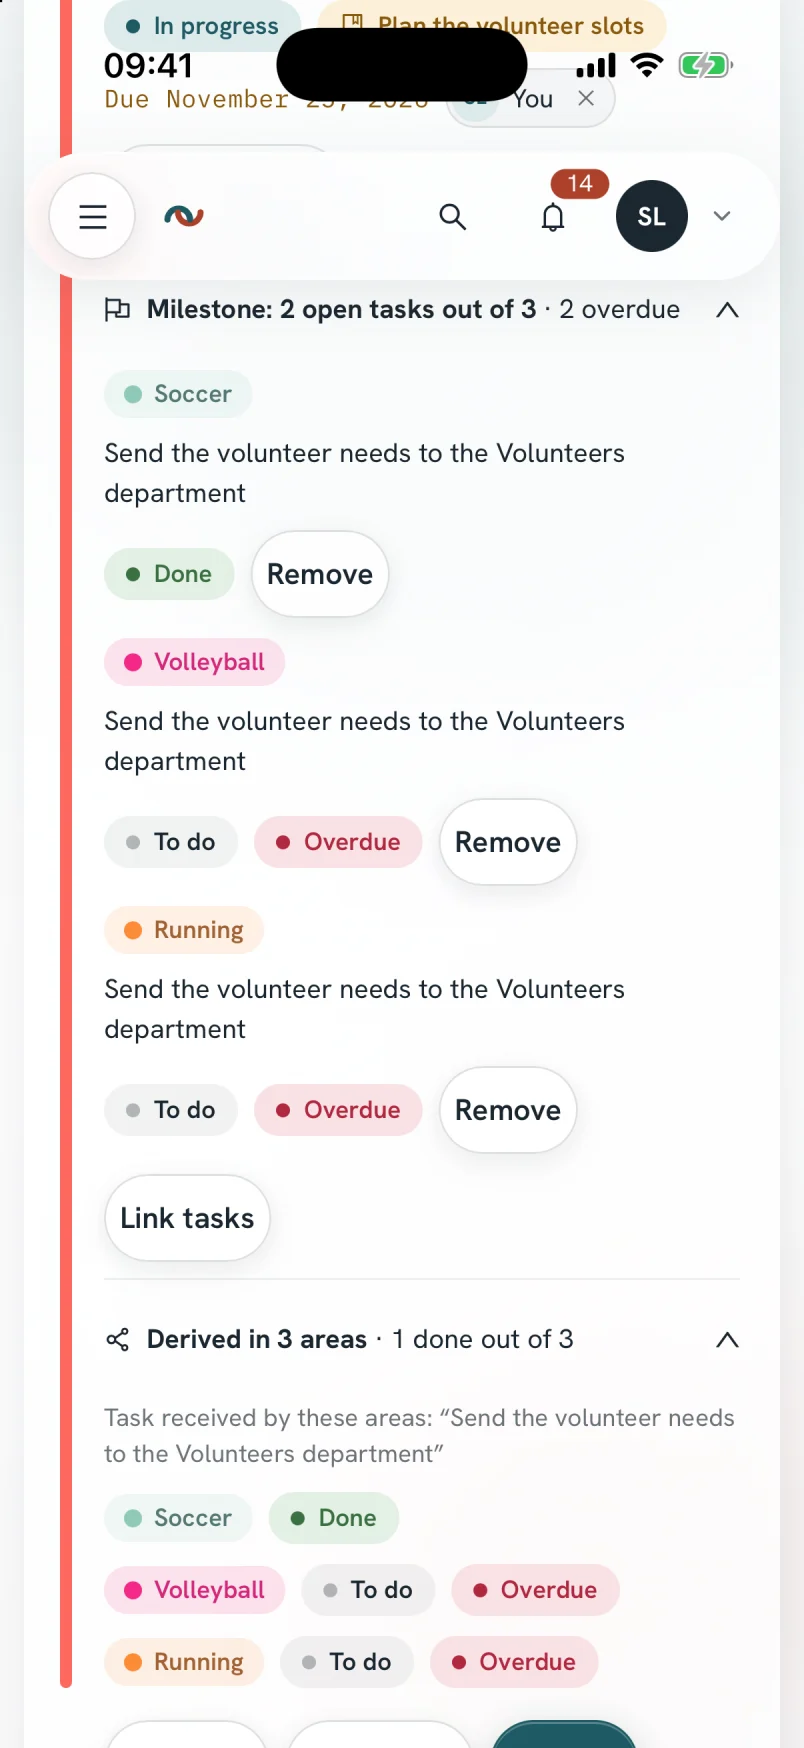 In progress
Plan the volunteer slots
09:41
Due November 25, 2026
You
14
SL
Milestone: 2 open tasks out of 3 · 2 overdue
Soccer
Send the volunteer needs to the Volunteers
department
Done
Remove
Volleyball
Send the volunteer needs to the Volunteers
department
To do
Overdue
Remove
Running
Send the volunteer needs to the Volunteers
department
To do
Overdue
Remove
Link tasks
Derived in 3 areas · 1 done out of 3
Task received by these areas: “Send the volunteer needs
to the Volunteers department”
Soccer
Done
Volleyball
To do
Overdue
Running
To do
Overdue